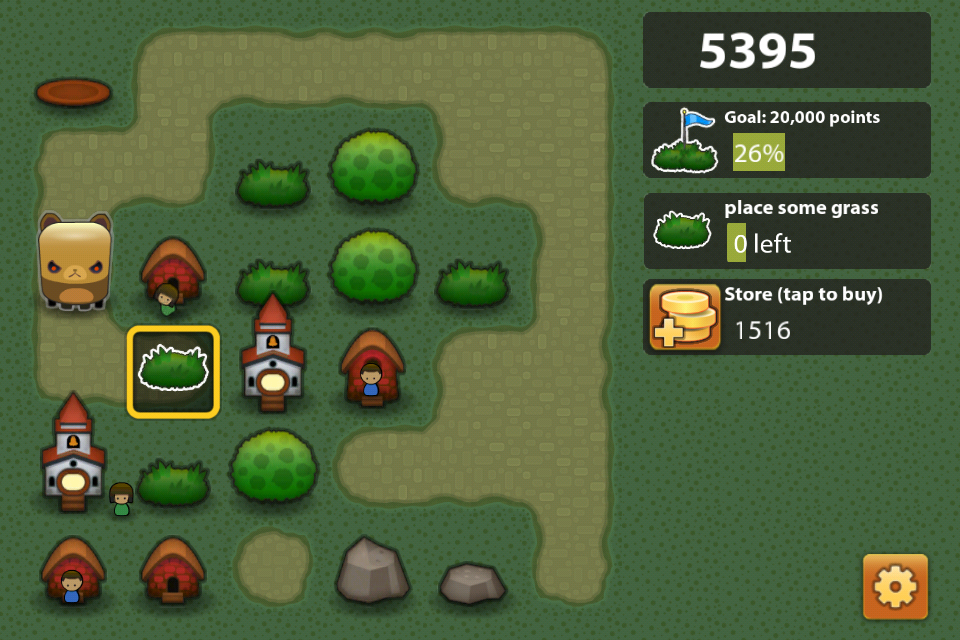 5395
Goal: 20,000 points
26%
place some grass
0 left
Store (tap to buy)
1516